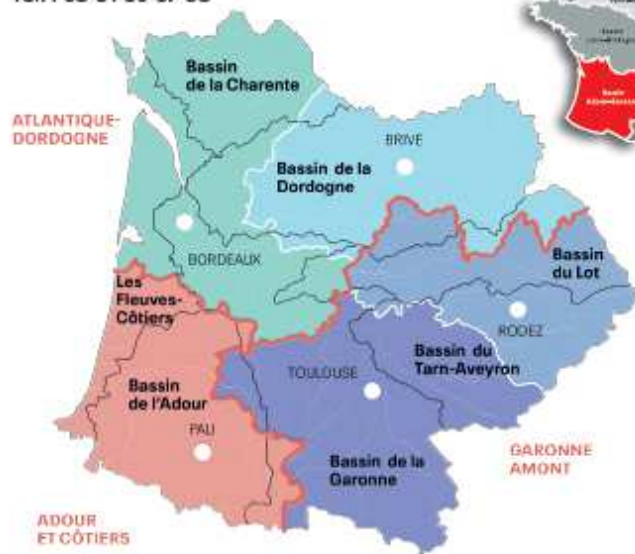 Bassin
de la Charente
ATLANTIQUE-
DORDOGNE
BRIVE
Bassin de la
Dordogne
BORDEAUX
Bassin
du Lot
Les
Fleuves-
Côtiers
RODEZ
Bassin du
Tarn-Aveyron
TOULOUSE
Bassin
de l'Adour
PAU
GARONNE
AMONT
Bassin de la
Garonne
ADOUR
ET CÔTIERS